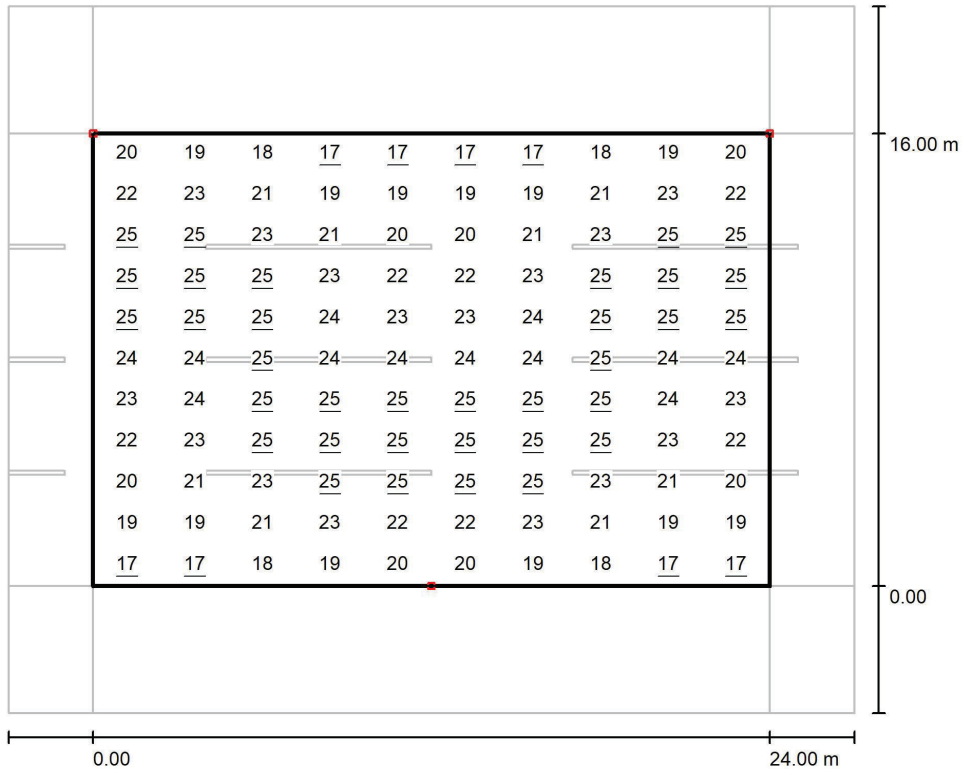 20 19 18 17 17 17 17 18 19 20
16.00 m
22 23 21 19 19 19 19 21 23 22
25 25 23 21 20 20 21 23 25 25
25 25 25 23 22 22 23 25 25 25
25 25 25 24 23 23 24 25 25 25
24 24 25 24 24 24 24 25 24 24
23 24 25 25 25 25 25 25 24 23
22 23 25 25 25 25 25 25 23 22
20 21 23 25 25 25 25 23 21 20
19 19 21 23 22 22 23 21 19 19
17 17 18 19 20 20 19 18 17 17
0.00
0.00 24.00 m